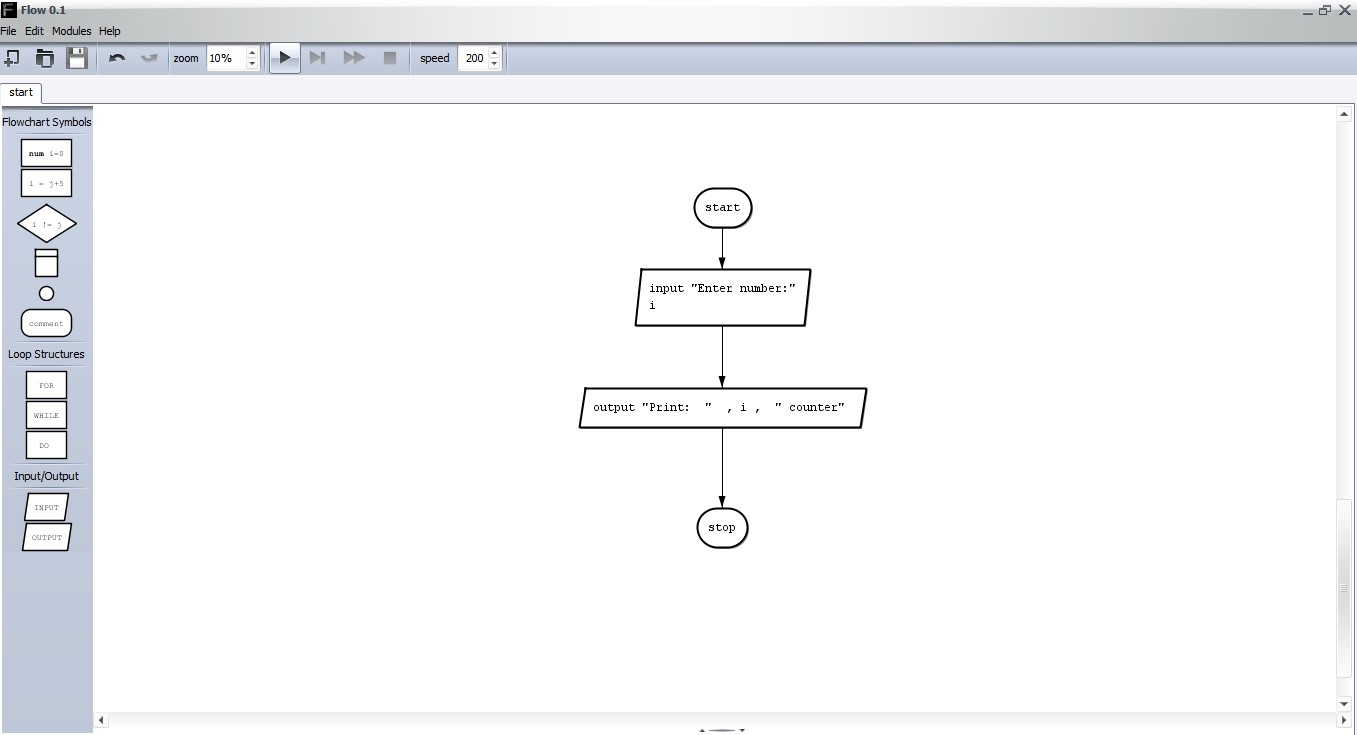 F Flow 0.1
File Edit Modules Help
zoom 10% speed 200
start
Flowchart Symbols
num i=0
i = j+5
i != j
comment
Loop Structures
FOR
WHILE
DO
Input/Output
INPUT
OUTPUT
start
input "Enter number:"
i
output "Print:  "  , i ,  " counter"
stop